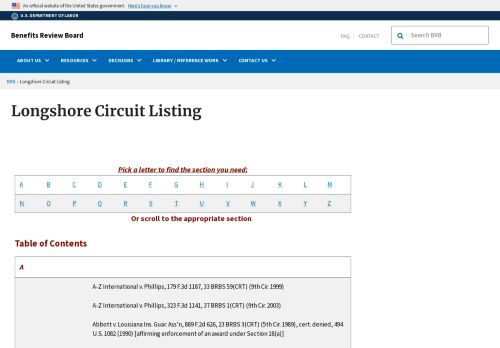 An official website of the United States government. Here's how you know
U.S. DEPARTMENT OF LABOR
Benefits Review Board
FAQ CONTACT
Search BRB
ABOUT US RESOURCES DECISIONS LIBRARY / REFERENCE WORK CONTACT US
BRB › Longshore Circuit Listing
Longshore Circuit Listing
Pick a letter to find the section you need;
A B C D E F G H I J K L M
N O P Q R S T U V W X Y Z
Or scroll to the appropriate section
Table of Contents
A
A-Z International v. Phillips, 179 F.3d 1187, 33 BRBS 59(CRT) (9th Cir. 1999)
A-Z International v. Phillips, 323 F.3d 1141, 37 BRBS 1(CRT) (9th Cir. 2003)
Abbott v. Louisiana Ins. Guar. Ass'n, 889 F.2d 626, 23 BRBS 3(CRT) (5th Cir. 1989), cert. denied, 494
U.S. 1082 (1990) [affirming enforcement of an award under Section 18(a)]